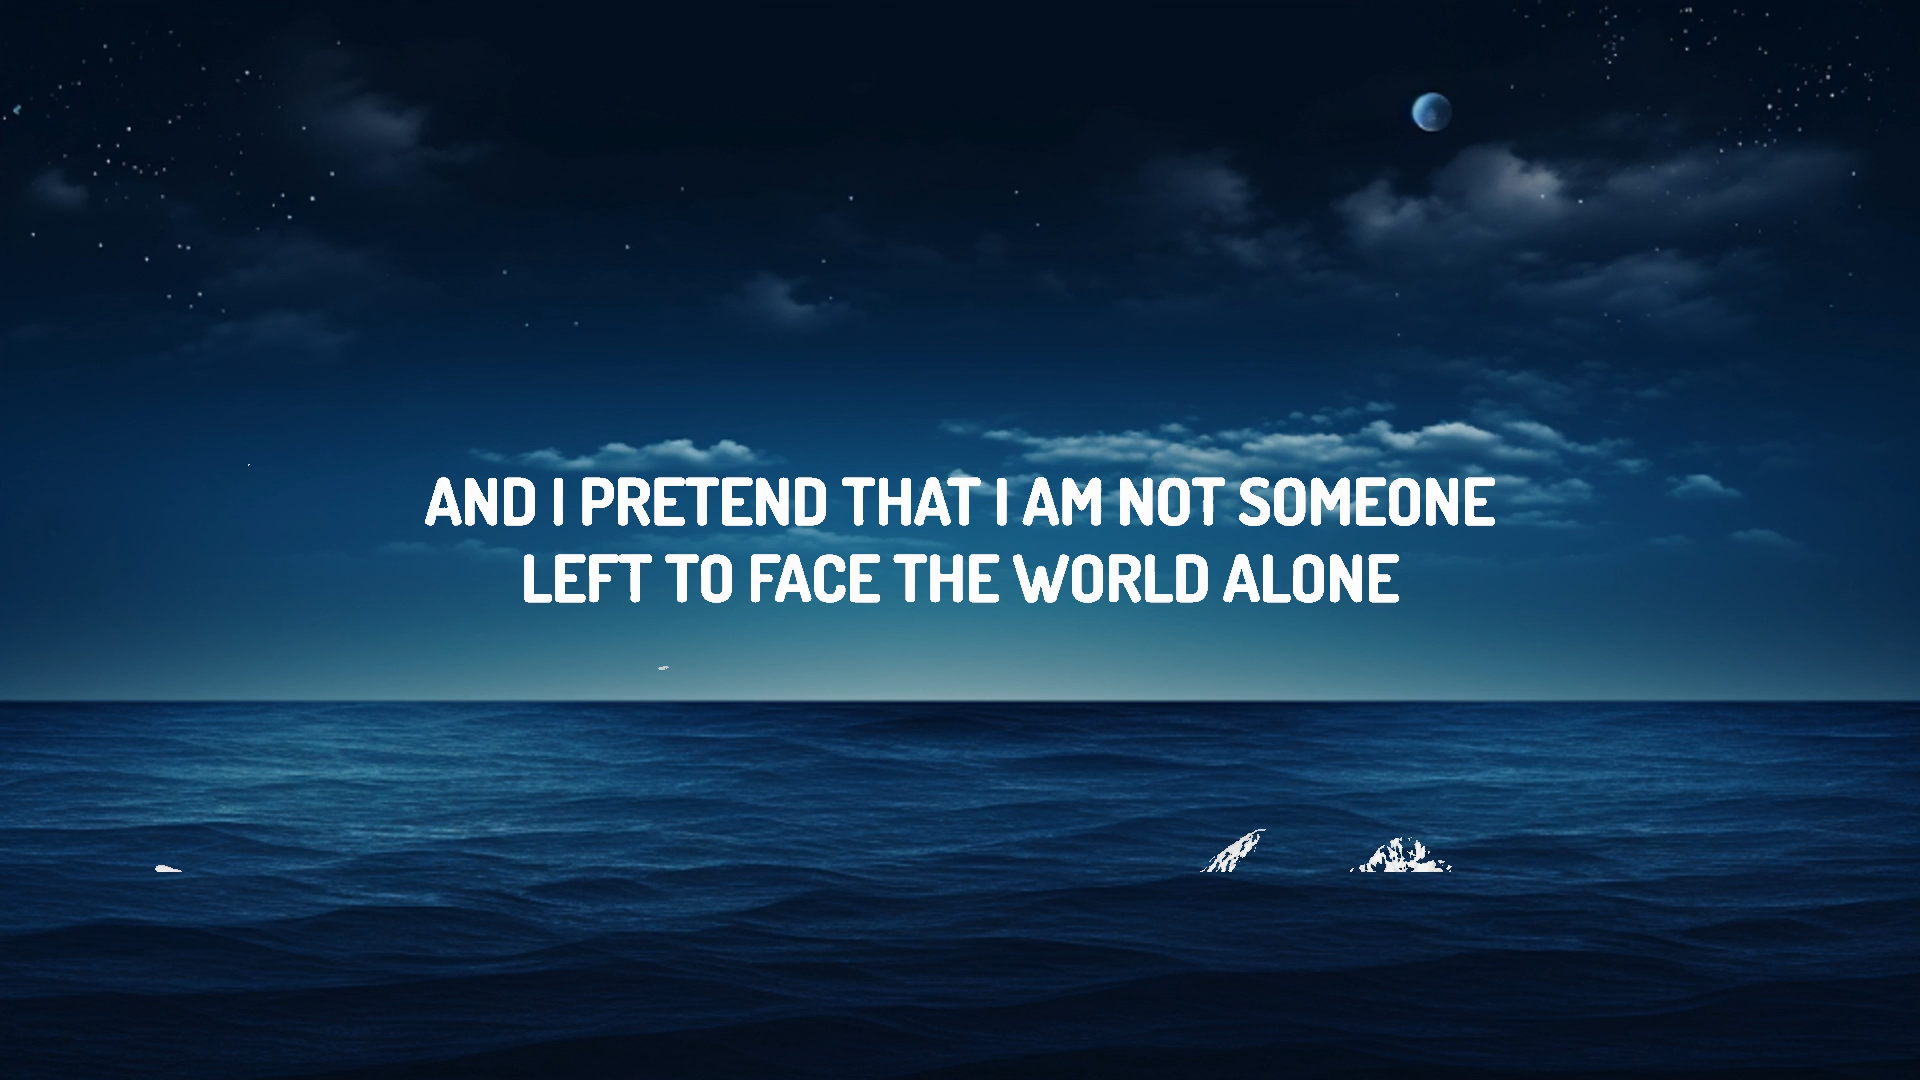 AND I PRETEND THAT I AM NOT SOMEONE
LEFT TO FACE THE WORLD ALONE